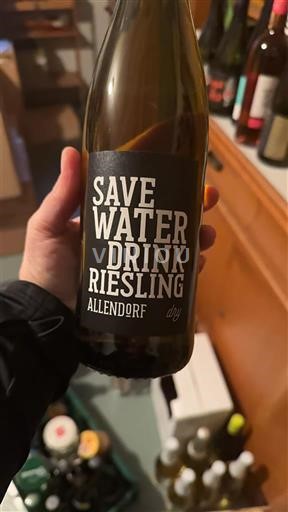 SAVE
WATER
DRINK
RIESLING
ALLENDORF
dry